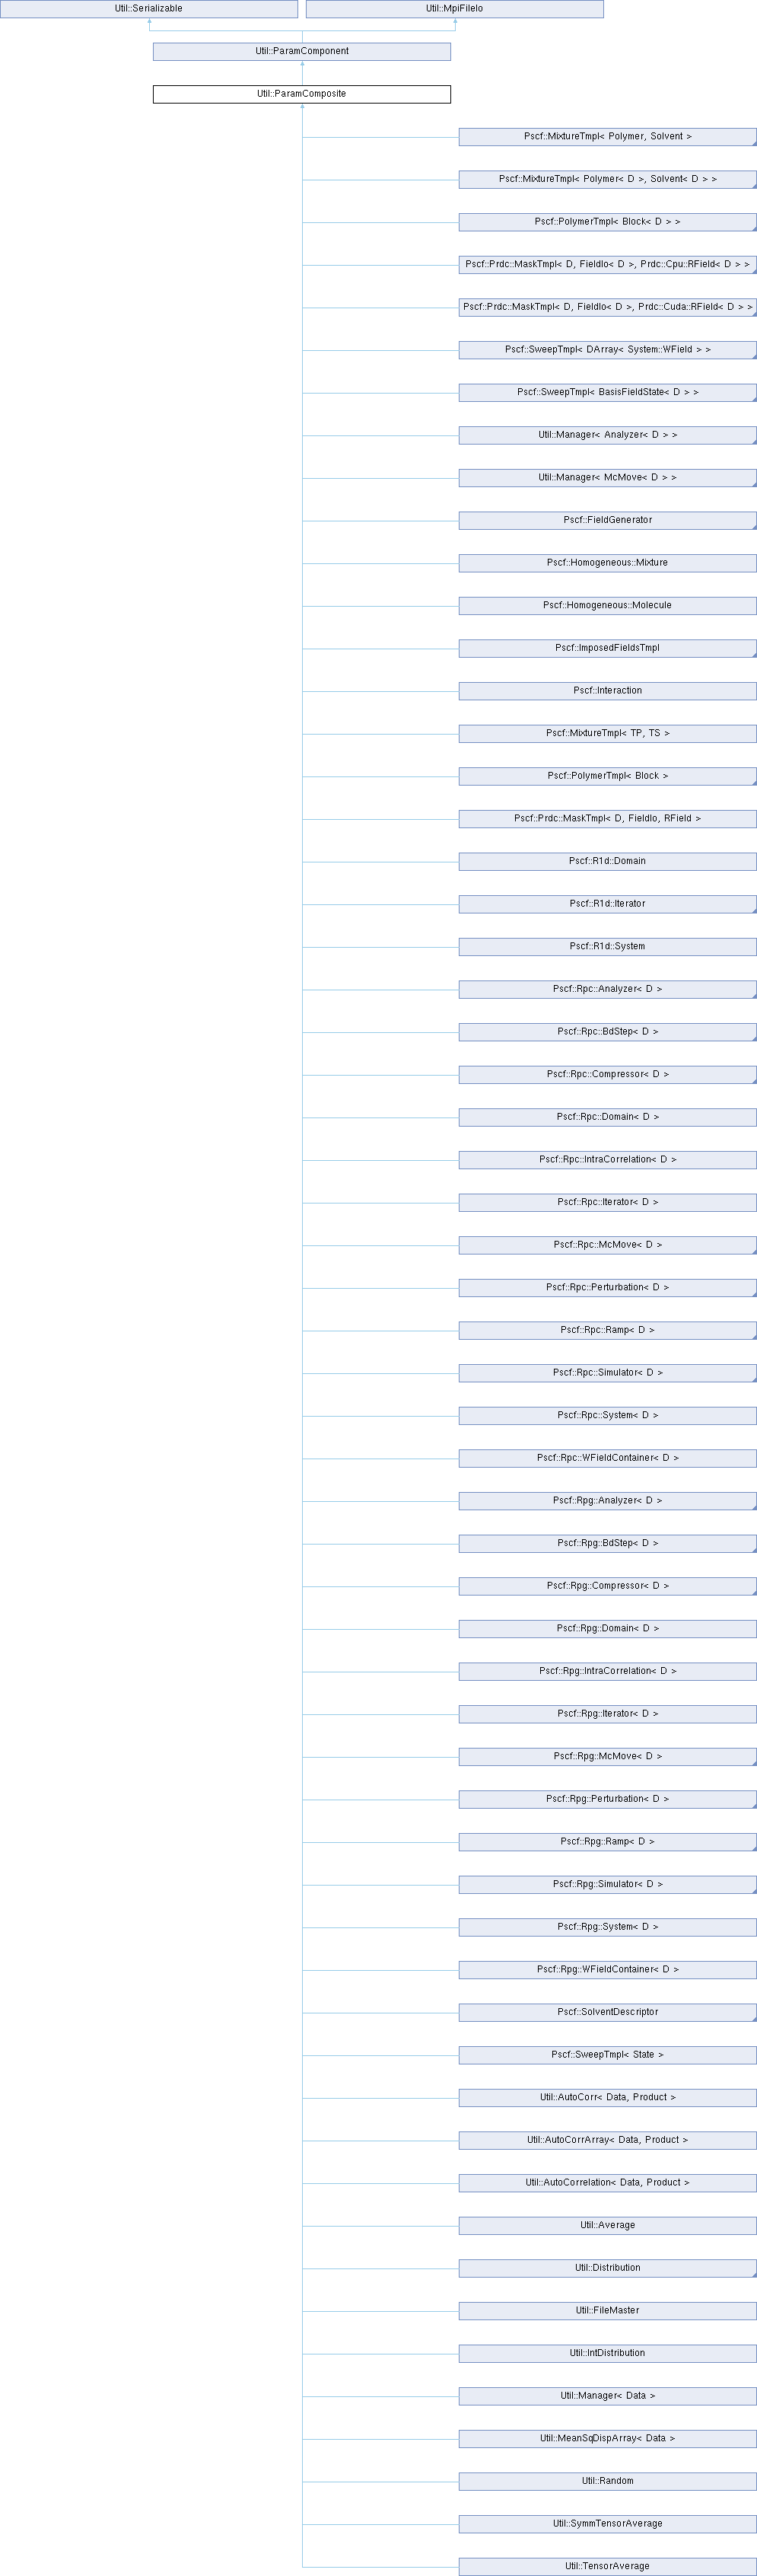 Util::Serializable
Util::MpiFileIo
Util::ParamComponent
Util::ParamComposite
Pscf::MixtureTmpl< Polymer, Solvent >
Pscf::MixtureTmpl< Polymer< D >, Solvent< D > >
Pscf::PolymerTmpl< Block< D > >
Pscf::Prdc::MaskTmpl< D, FieldIo< D >, Prdc::Cpu::RField< D > >
Pscf::Prdc::MaskTmpl< D, FieldIo< D >, Prdc::Cuda::RField< D > >
Pscf::SweepTmpl< DArray< System::WField > >
Pscf::SweepTmpl< BasisFieldState< D > >
Util::Manager< Analyzer< D > >
Util::Manager< McMove< D > >
Pscf::FieldGenerator
Pscf::Homogeneous::Mixture
Pscf::Homogeneous::Molecule
Pscf::ImposedFieldsTmpl
Pscf::Interaction
Pscf::MixtureTmpl< TP, TS >
Pscf::PolymerTmpl< Block >
Pscf::Prdc::MaskTmpl< D, FieldIo, RField >
Pscf::R1d::Domain
Pscf::R1d::Iterator
Pscf::R1d::System
Pscf::Rpc::Analyzer< D >
Pscf::Rpc::BdStep< D >
Pscf::Rpc::Compressor< D >
Pscf::Rpc::Domain< D >
Pscf::Rpc::IntraCorrelation< D >
Pscf::Rpc::Iterator< D >
Pscf::Rpc::McMove< D >
Pscf::Rpc::Perturbation< D >
Pscf::Rpc::Ramp< D >
Pscf::Rpc::Simulator< D >
Pscf::Rpc::System< D >
Pscf::Rpc::WFieldContainer< D >
Pscf::Rpg::Analyzer< D >
Pscf::Rpg::BdStep< D >
Pscf::Rpg::Compressor< D >
Pscf::Rpg::Domain< D >
Pscf::Rpg::IntraCorrelation< D >
Pscf::Rpg::Iterator< D >
Pscf::Rpg::McMove< D >
Pscf::Rpg::Perturbation< D >
Pscf::Rpg::Ramp< D >
Pscf::Rpg::Simulator< D >
Pscf::Rpg::System< D >
Pscf::Rpg::WFieldContainer< D >
Pscf::SolventDescriptor
Pscf::SweepTmpl< State >
Util::AutoCorr< Data, Product >
Util::AutoCorrArray< Data, Product >
Util::AutoCorrelation< Data, Product >
Util::Average
Util::Distribution
Util::FileMaster
Util::IntDistribution
Util::Manager< Data >
Util::MeanSqDispArray< Data >
Util::Random
Util::SymmTensorAverage
Util::TensorAverage